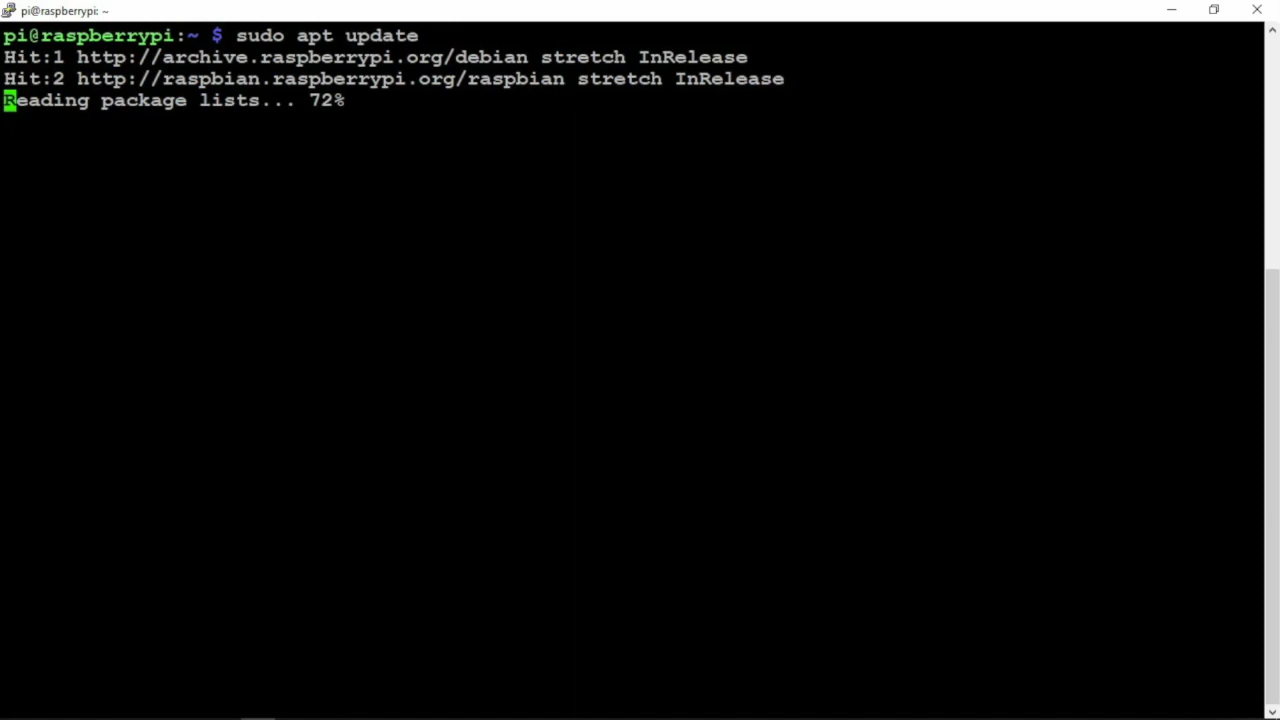 pi@raspberrypi: ~
pi@raspberrypi:~ $ sudo apt update
Hit:1 http://archive.raspberrypi.org/debian stretch InRelease
Hit:2 http://raspbian.raspberrypi.org/raspbian stretch InRelease
Reading package lists... 72%